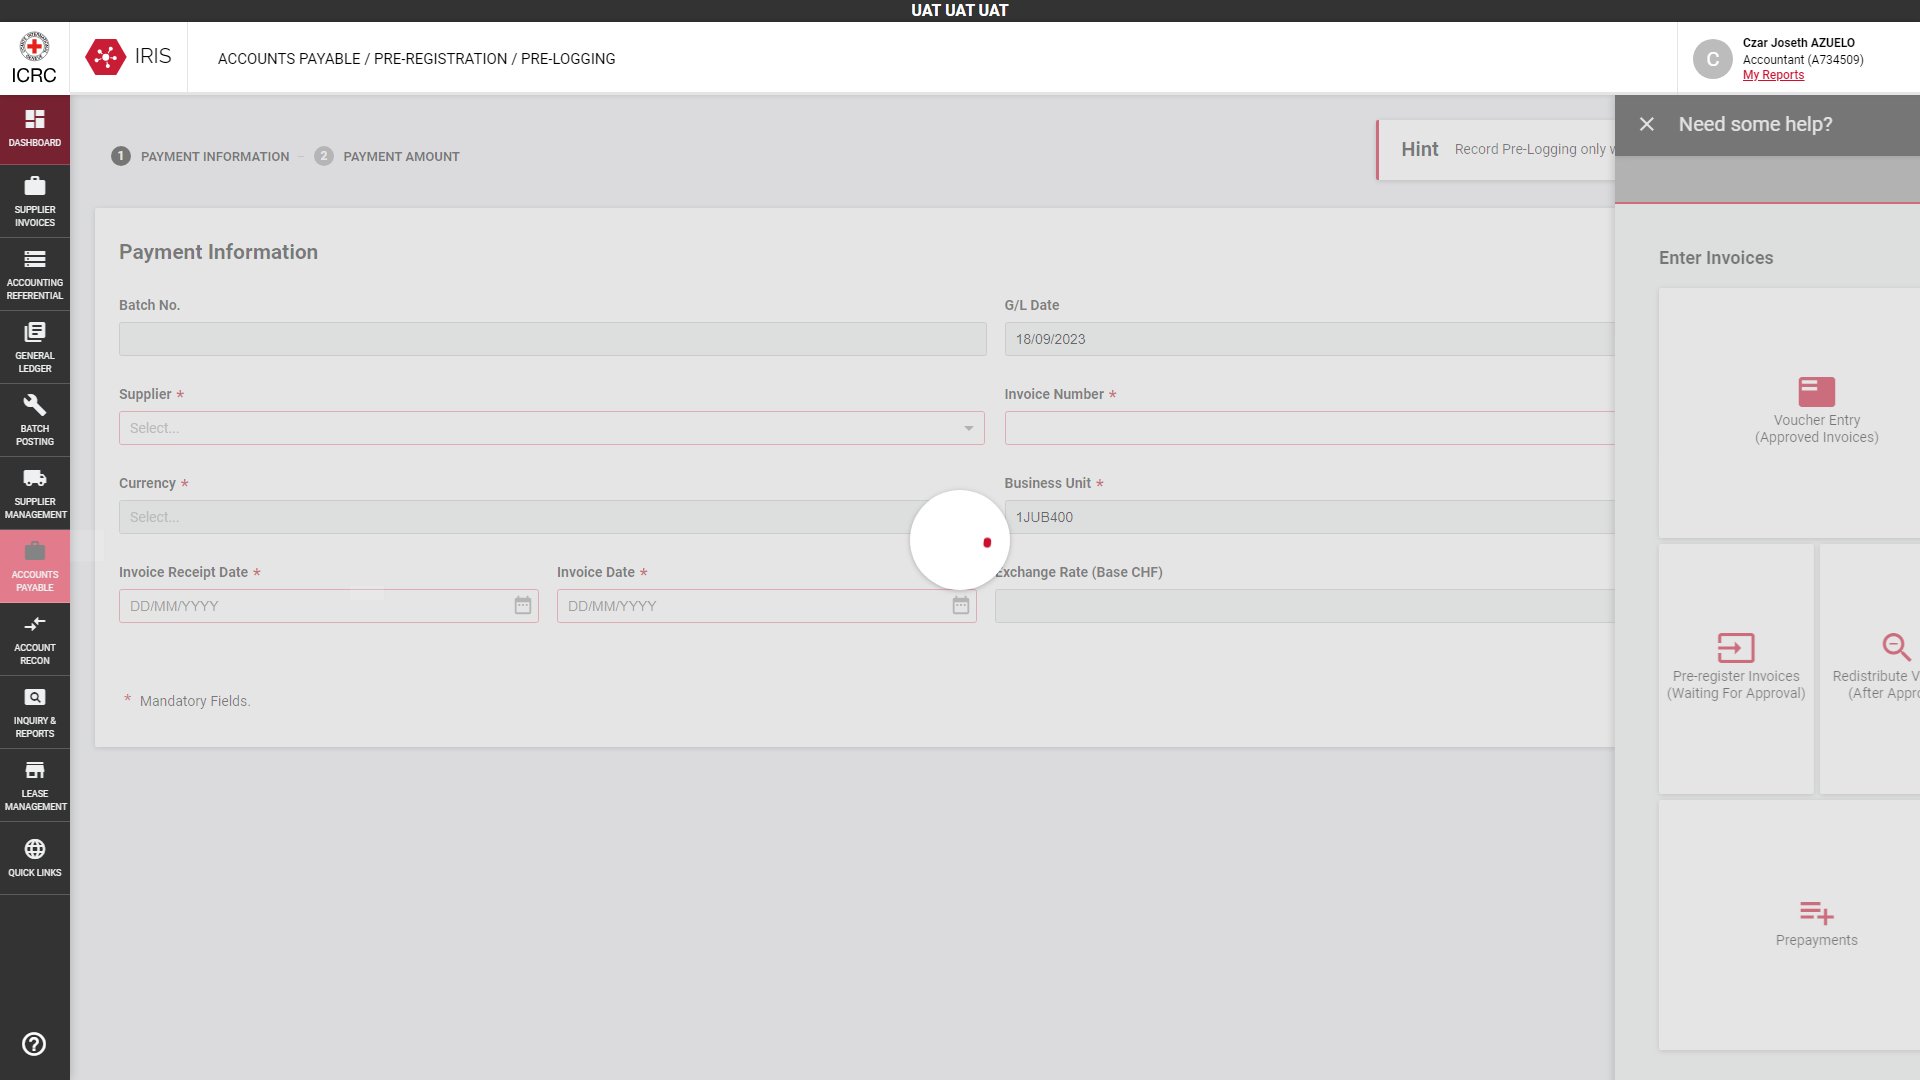 UAT UAT UAT
ICRC
IRIS
ACCOUNTS PAYABLE / PRE-REGISTRATION / PRE-LOGGING
C
Czar Joseth AZUELO
Accountant (A734509)
My Reports
DASHBOARD
SUPPLIER
INVOICES
ACCOUNTING
REFERENTIAL
GENERAL
LEDGER
BATCH
POSTING
SUPPLIER
MANAGEMENT
ACCOUNTS
PAYABLE
ACCOUNT
RECON
INQUIRY &
REPORTS
LEASE
MANAGEMENT
QUICK LINKS
1 PAYMENT INFORMATION
2 PAYMENT AMOUNT
Hint Record Pre-Logging only w
Payment Information
Batch No.
G/L Date
18/09/2023
Supplier *
Select...
Invoice Number *
Currency *
Select...
Business Unit *
1JUB400
Invoice Receipt Date *
DD/MM/YYYY
Invoice Date *
DD/MM/YYYY
Exchange Rate (Base CHF)
* Mandatory Fields.
Need some help?
Enter Invoices
Voucher Entry
(Approved Invoices)
Pre-register Invoices
(Waiting For Approval)
Redistribute V
(After Appro
Prepayments